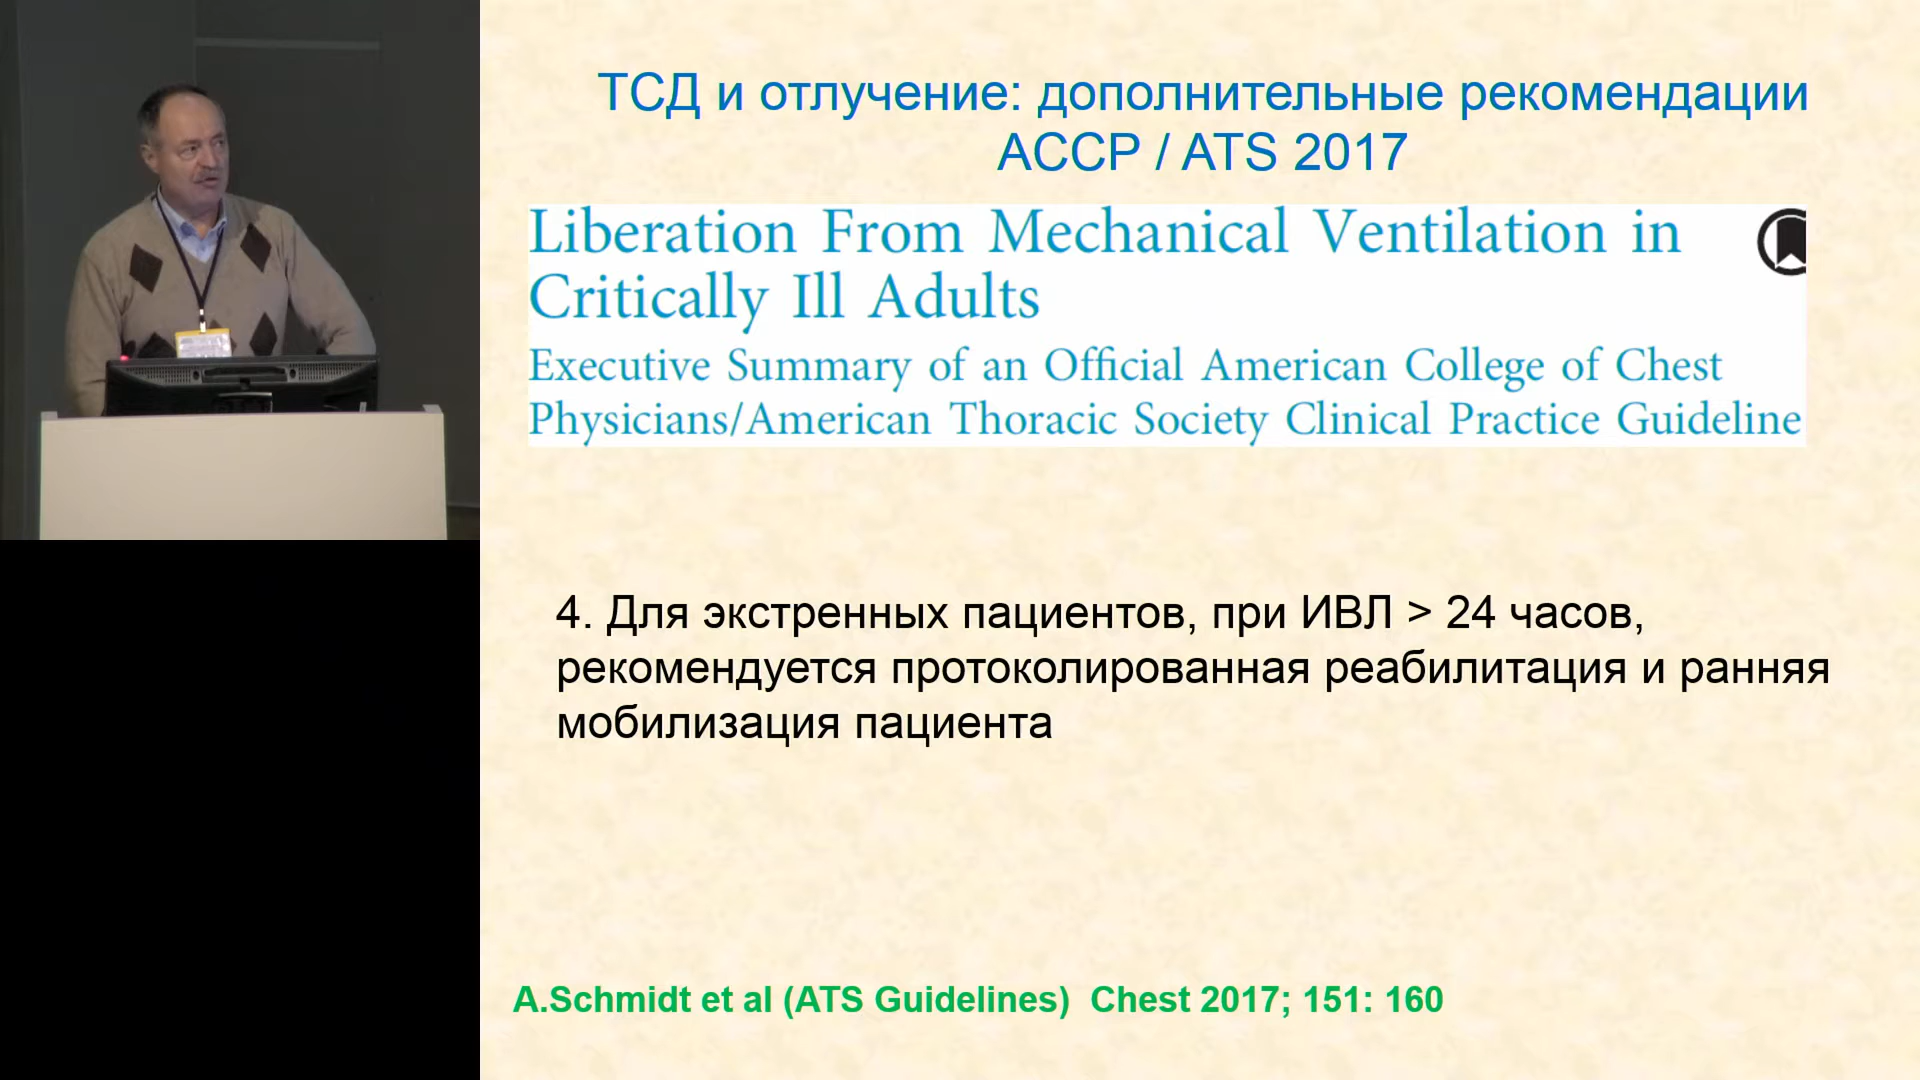 ТСД и отлучение: дополнительные рекомендации
ACCP / ATS 2017
Liberation From Mechanical Ventilation in
Critically Ill Adults
Executive Summary of an Official American College of Chest
Physicians/American Thoracic Society Clinical Practice Guideline
4. Для экстренных пациентов, при ИВЛ > 24 часов,
рекомендуется протоколированная реабилитация и ранняя
мобилизация пациента
A.Schmidt et al (ATS Guidelines) Chest 2017; 151: 160